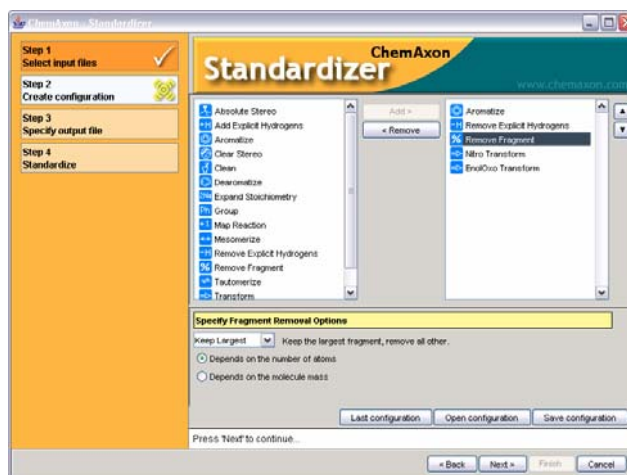 ChemAxon - Standardizer
Step 1
Select input files
Step 2
Create configuration
Step 3
Specify output file
Step 4
Standardize
ChemAxon
Standardizer
www.chemaxon.com
Absolute Stereo
Add Explicit Hydrogens
Aromatize
Clear Stereo
Clean
Dearomatize
Expand Stoichiometry
Group
Map Reaction
Mesomerize
Remove Explicit Hydrogens
Remove Fragment
Tautomerize
Transform
Add >
< Remove
Aromatize
Remove Explicit Hydrogens
Remove Fragment
Nitro Transform
EnolOxo Transform
Specify Fragment Removal Options
Keep Largest Keep the largest fragment, remove all other.
Depends on the number of atoms
Depends on the molecule mass
Last configuration Open configuration Save configuration
Press 'Next' to continue...
< Back Next > Finish Cancel